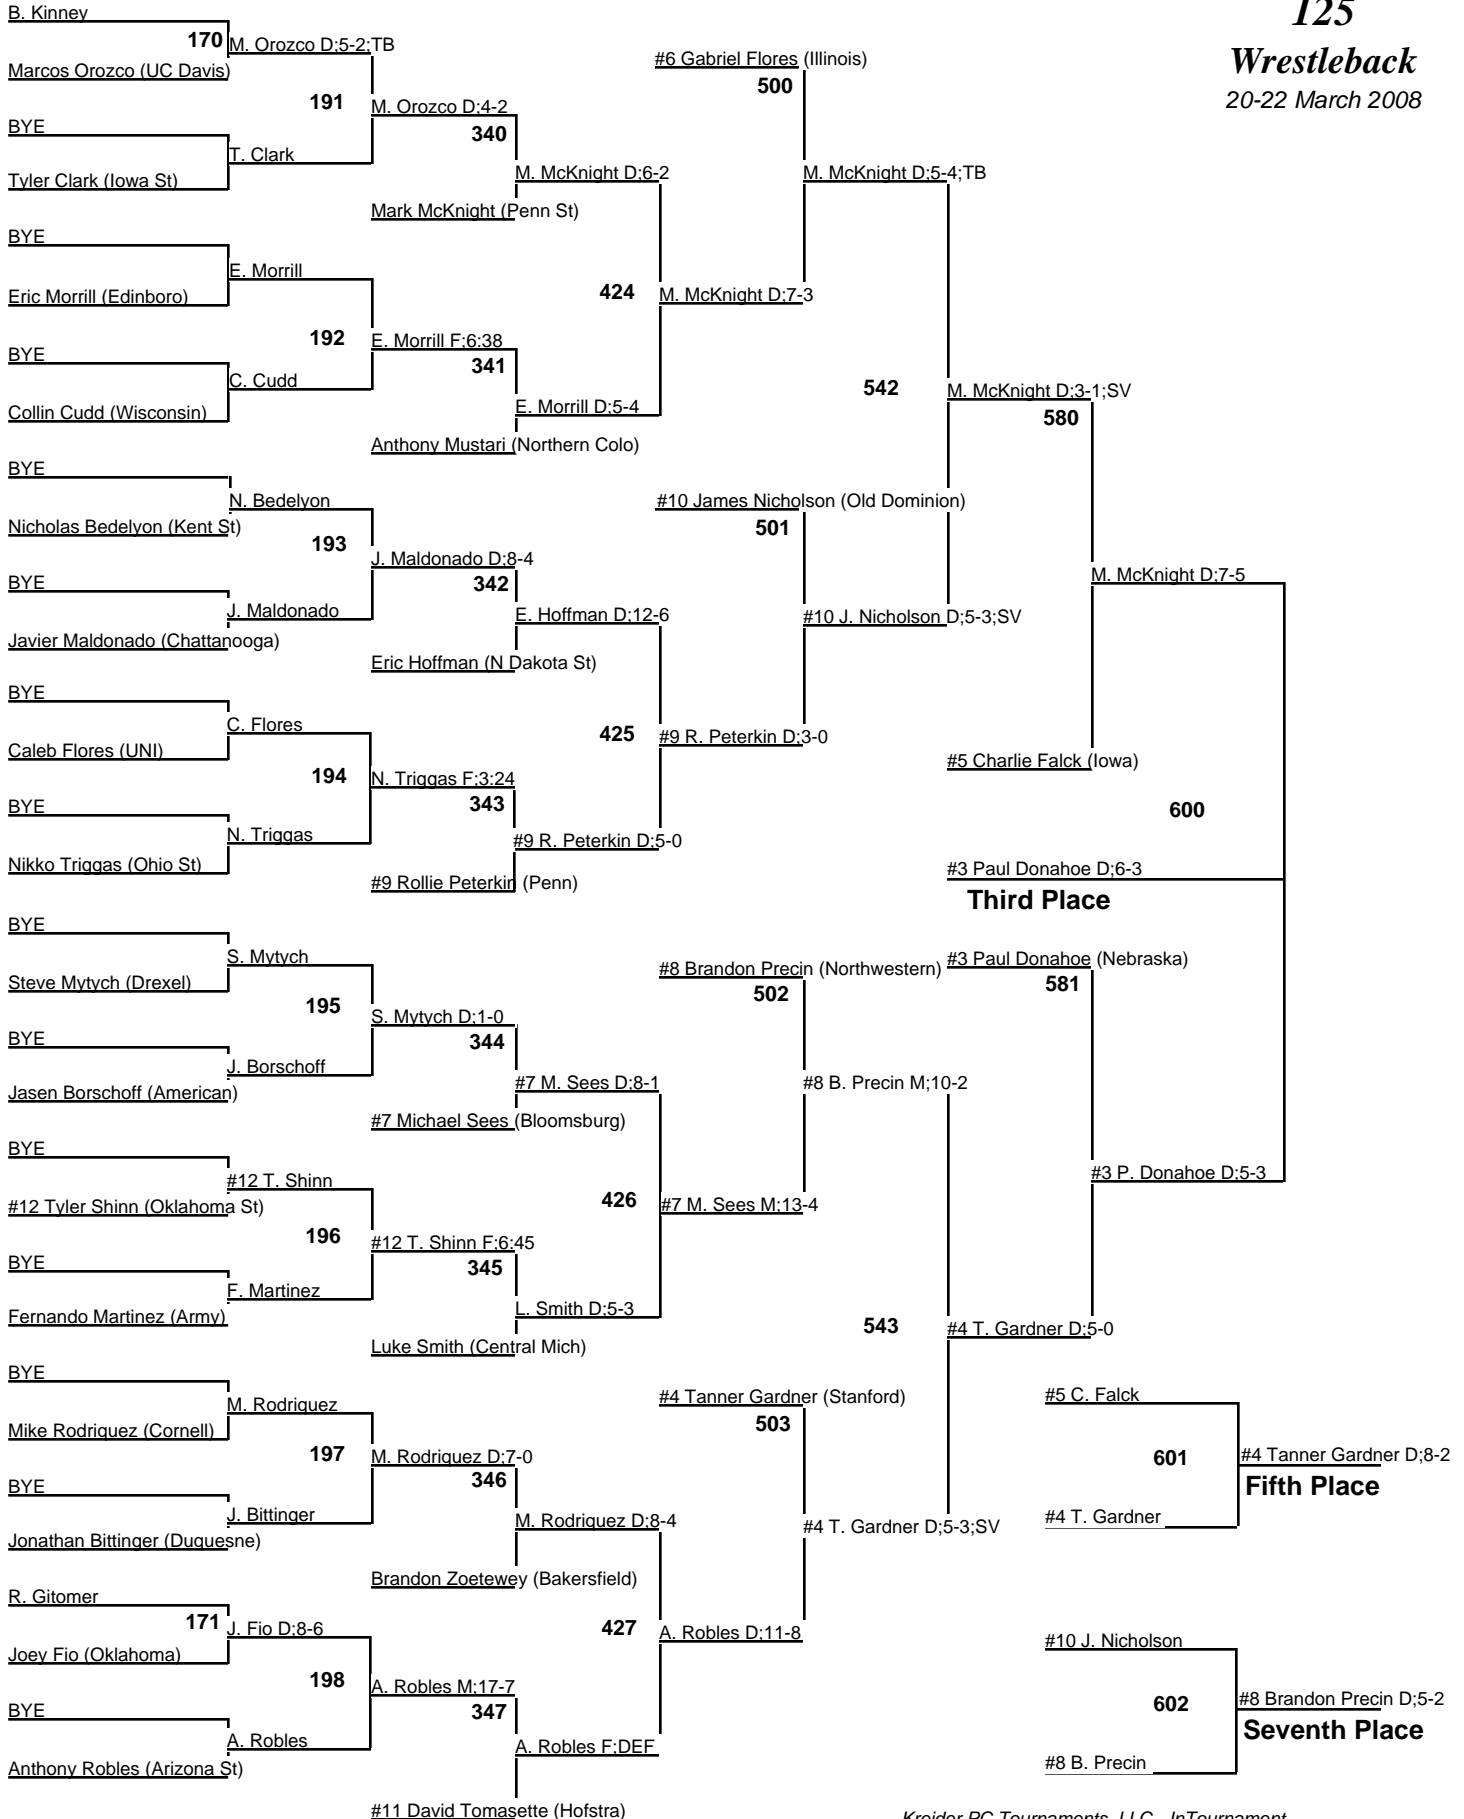 125
Wrestleback
20-22 March 2008
B. Kinney
170
M. Orozco D;5-2;TB
Marcos Orozco (UC Davis)
191
M. Orozco D;4-2
340
BYE
T. Clark
Tyler Clark (Iowa St)
M. McKnight D;6-2
Mark McKnight (Penn St)
#6 Gabriel Flores (Illinois)
500
M. McKnight D;5-4;TB
BYE
E. Morrill
Eric Morrill (Edinboro)
424
M. McKnight D;7-3
192
E. Morrill F;6:38
341
BYE
C. Cudd
Collin Cudd (Wisconsin)
E. Morrill D;5-4
Anthony Mustari (Northern Colo)
542
M. McKnight D;3-1;SV
580
BYE
N. Bedelyon
Nicholas Bedelyon (Kent St)
193
J. Maldonado D;8-4
342
#10 James Nicholson (Old Dominion)
501
BYE
J. Maldonado
Javier Maldonado (Chattanooga)
E. Hoffman D;12-6
Eric Hoffman (N Dakota St)
#10 J. Nicholson D;5-3;SV
M. McKnight D;7-5
BYE
C. Flores
Caleb Flores (UNI)
425
#9 R. Peterkin D;3-0
194
N. Triggas F;3:24
343
#5 Charlie Falck (Iowa)
600
BYE
N. Triggas
Nikko Triggas (Ohio St)
#9 R. Peterkin D;5-0
#9 Rollie Peterkin (Penn)
#3 Paul Donahoe D;6-3
Third Place
BYE
S. Mytych
Steve Mytych (Drexel)
#8 Brandon Precin (Northwestern)
502
#3 Paul Donahoe (Nebraska)
581
195
S. Mytych D;1-0
344
BYE
J. Borschoff
Jasen Borschoff (American)
#7 M. Sees D;8-1
#7 Michael Sees (Bloomsburg)
#8 B. Precin M;10-2
BYE
#12 T. Shinn
#12 Tyler Shinn (Oklahoma St)
426
#7 M. Sees M;13-4
#3 P. Donahoe D;5-3
196
#12 T. Shinn F;6:45
345
BYE
F. Martinez
Fernando Martinez (Army)
L. Smith D;5-3
Luke Smith (Central Mich)
543
#4 T. Gardner D;5-0
BYE
M. Rodriquez
Mike Rodriquez (Cornell)
#4 Tanner Gardner (Stanford)
503
#5 C. Falck
601
#4 Tanner Gardner D;8-2
Fifth Place
#4 T. Gardner
197
M. Rodriquez D;7-0
346
BYE
J. Bittinger
Jonathan Bittinger (Duquesne)
M. Rodriquez D;8-4
Brandon Zoetewey (Bakersfield)
#4 T. Gardner D;5-3;SV
R. Gitomer
171
J. Fio D;8-6
Joey Fio (Oklahoma)
427
A. Robles D;11-8
198
A. Robles M;17-7
347
BYE
A. Robles
Anthony Robles (Arizona St)
A. Robles F;DEF
#11 David Tomasette (Hofstra)
#10 J. Nicholson
602
#8 Brandon Precin D;5-2
Seventh Place
#8 B. Precin
Kreider PC Tournaments, LLC - InTournament